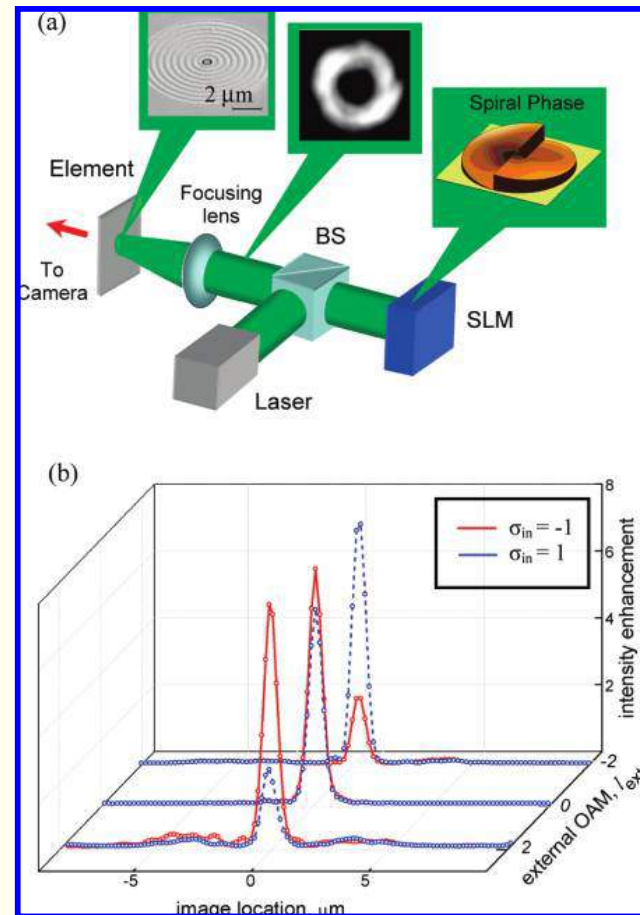 (a)
2 μm
Spiral Phase
Element
Focusing
lens
BS
To
Camera
SLM
Laser
(b)
8
σin = -1
σin = 1
6
4
2
intensity enhancement
-2
0
2
external OAM, lext
-5
0
5
image location, μm